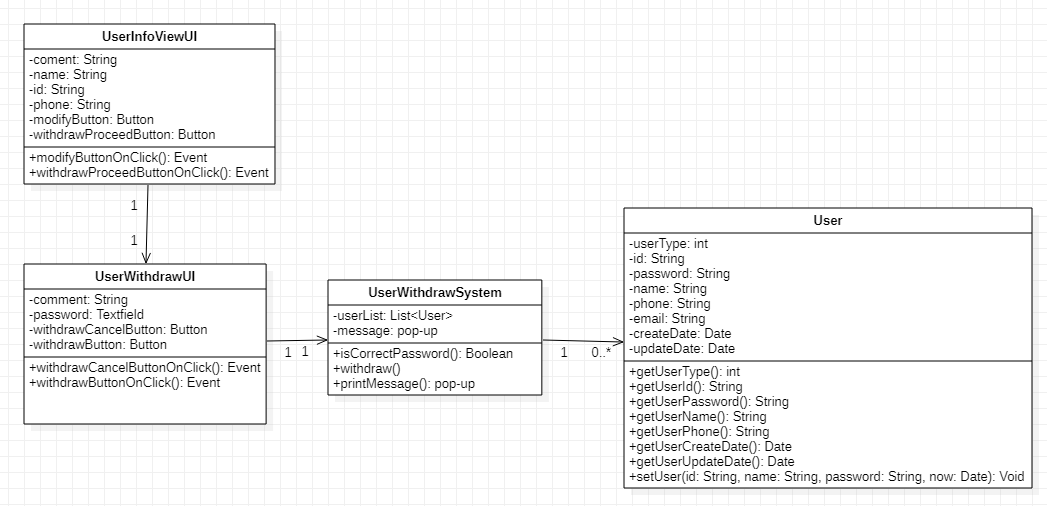 UserInfoViewUI
-coment: String
-name: String
-id: String
-phone: String
-modifyButton: Button
-withdrawProceedButton: Button
+modifyButtonOnClick(): Event
+withdrawProceedButtonOnClick(): Event
1
1
UserWithdrawUI
-comment: String
-password: Textfield
-withdrawCancelButton: Button
-withdrawButton: Button
+withdrawCancelButtonOnClick(): Event
+withdrawButtonOnClick(): Event
1 1
UserWithdrawSystem
-userList: List<User>
-message: pop-up
+isCorrectPassword(): Boolean
+withdraw()
+printMessage(): pop-up
1 0..*
User
-userType: int
-id: String
-password: String
-name: String
-phone: String
-email: String
-createDate: Date
-updateDate: Date
+getUserType(): int
+getUserId(): String
+getUserPassword(): String
+getUserName(): String
+getUserPhone(): String
+getUserCreateDate(): Date
+getUserUpdateDate(): Date
+setUser(id: String, name: String, password: String, now: Date): Void